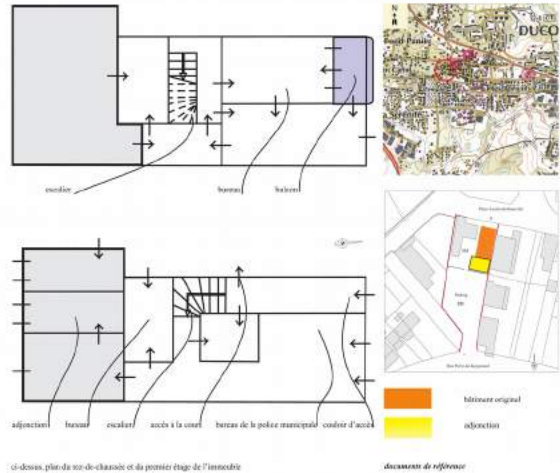 DUCO
escalier
bureau
balcon
adjonction
bureau
escalier
accès à la cour
bureau de la police municipale
couloir d'accès
bâtiment originel
adjonction
ci-dessus, plan du rez-de-chaussée et du premier étage de l'immeuble
documents de référence